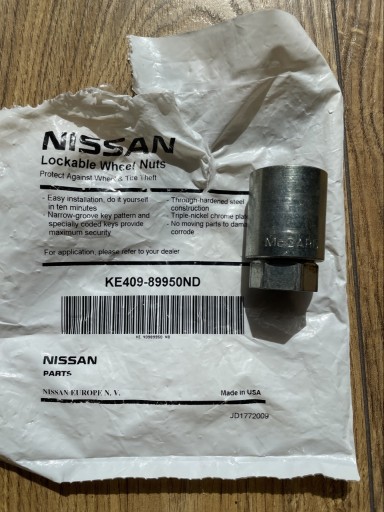 NISSAN
Lockable Wheel Nuts
Protect Against Wheel & Tire Theft
- Easy installation, do it yourself
in ten minutes
- Narrow-groove key pattern and
specially coded keys provide
maximum security
- Through-hardened steel
construction
- Triple-nickel chrome
- No moving parts to
corrode
For application, please refer to your dealer
KE409-89950ND
NISSAN
PARTS
NISSAN EUROPE N. V.
Made in USA
JD1772009